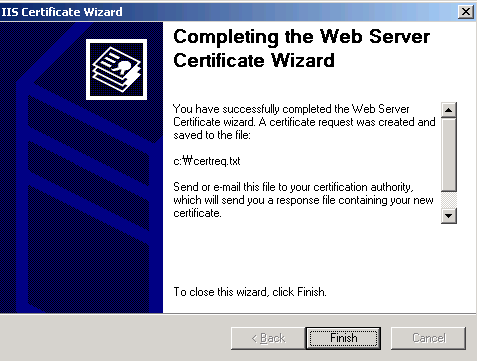 IIS Certificate Wizard
Completing the Web Server
Certificate Wizard
You have successfully completed the Web Server
Certificate wizard. A certificate request was created and
saved to the file:
c:₩certreq.txt
Send or e-mail this file to your certification authority,
which will send you a response file containing your new
certificate.
To close this wizard, click Finish.
< Back
Finish
Cancel